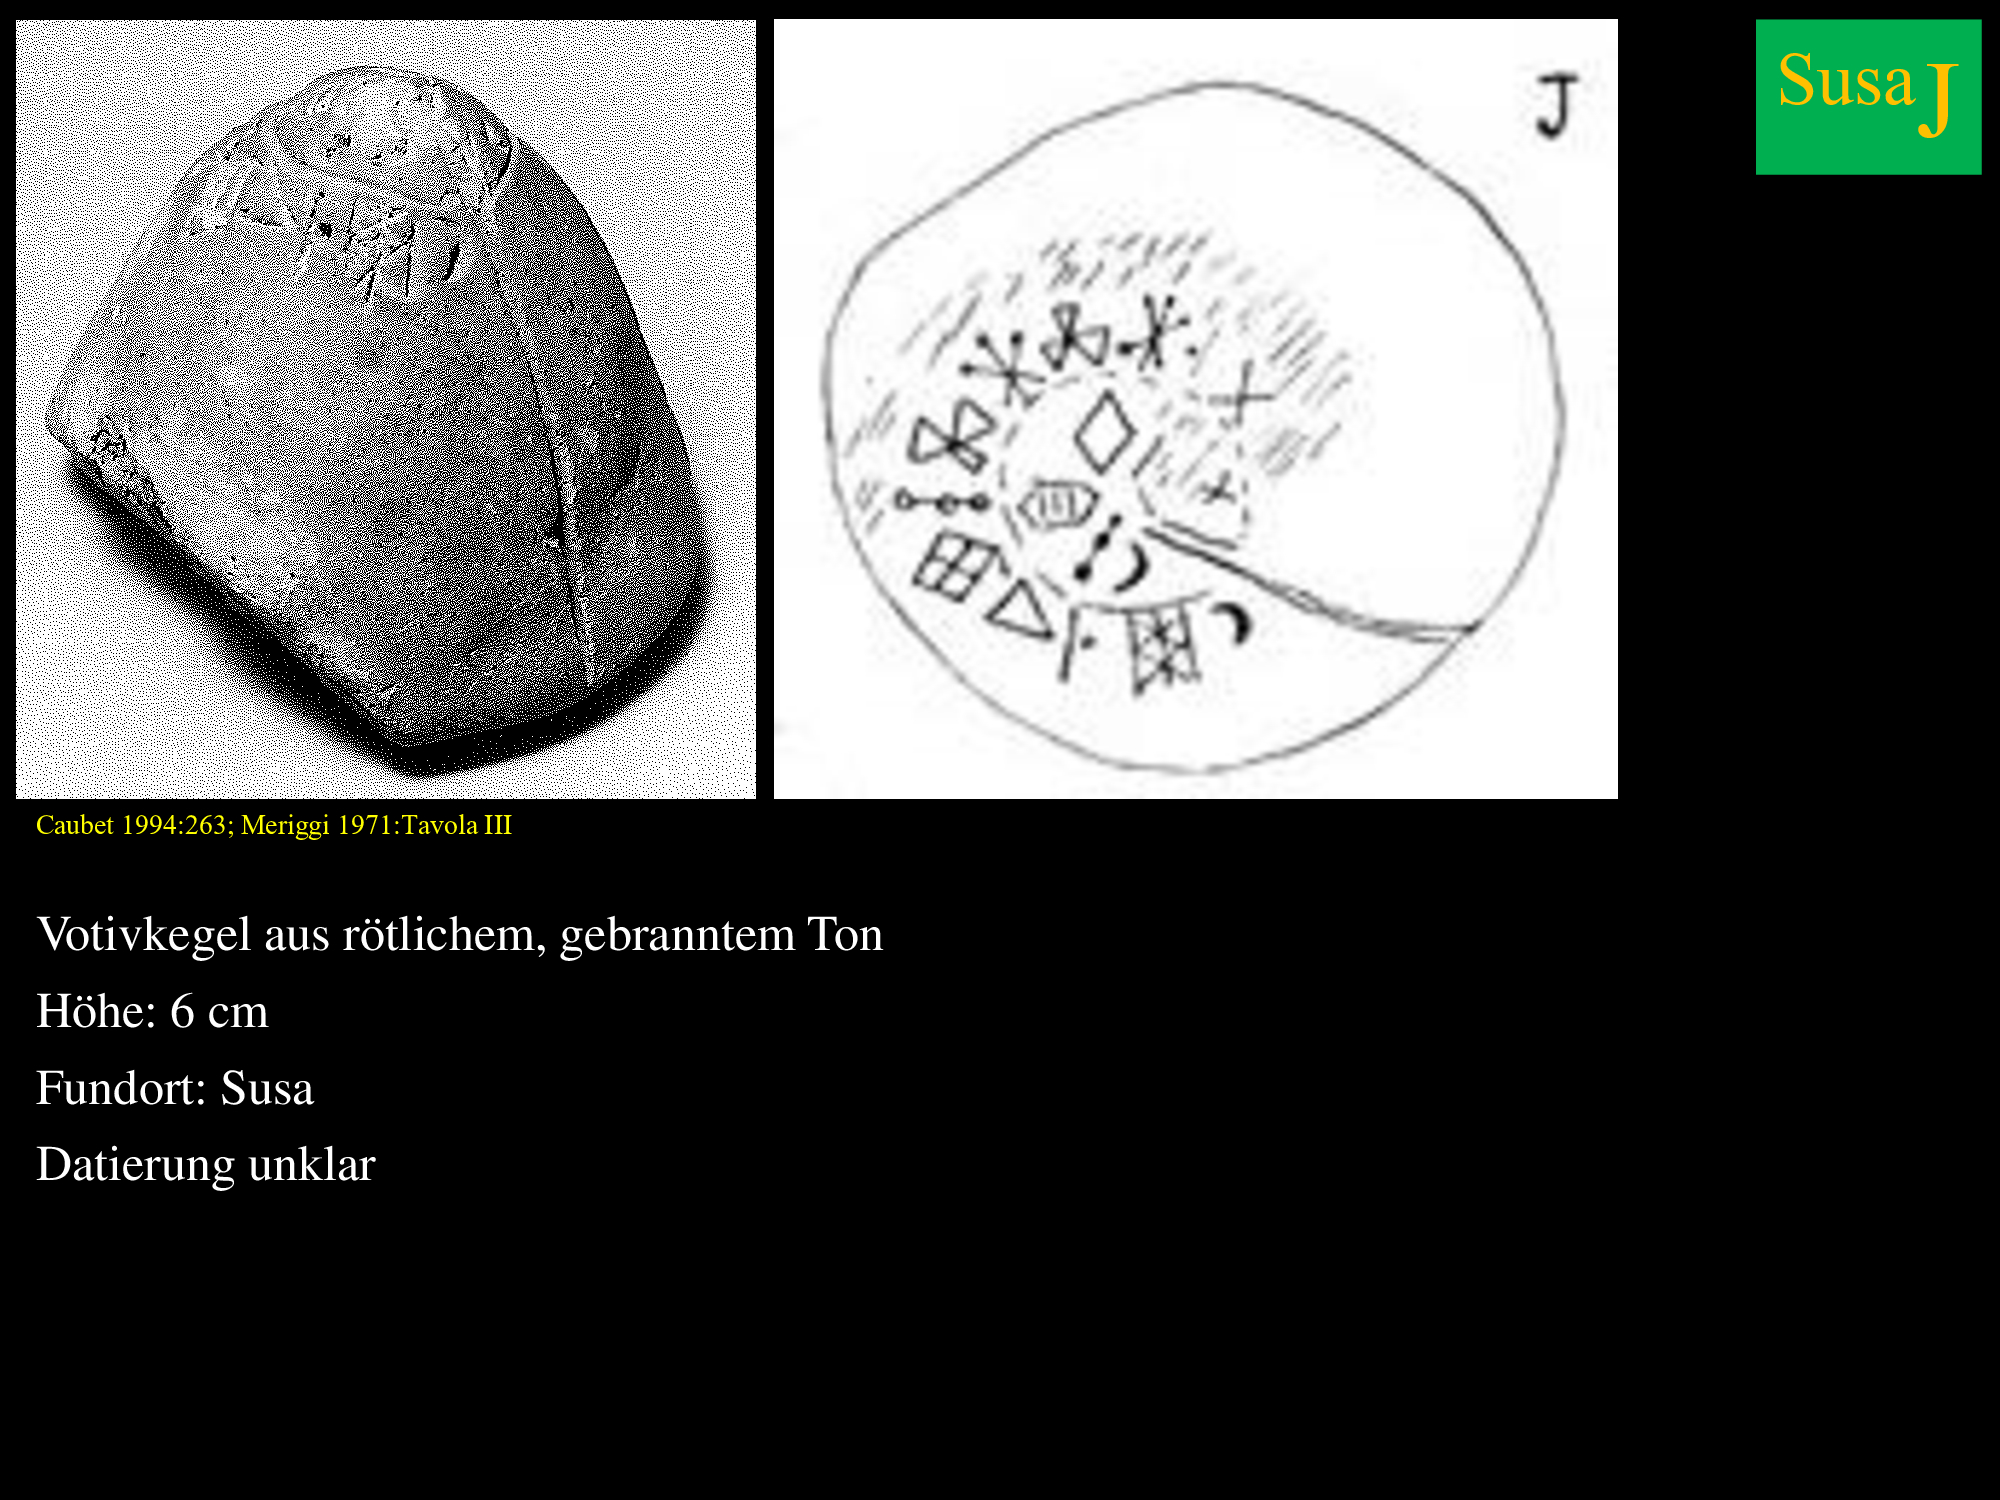 J
Susa J
Caubet 1994:263; Meriggi 1971:Tavola III
Votivkegel aus rötlichem, gebranntem Ton
Höhe: 6 cm
Fundort: Susa
Datierung unklar